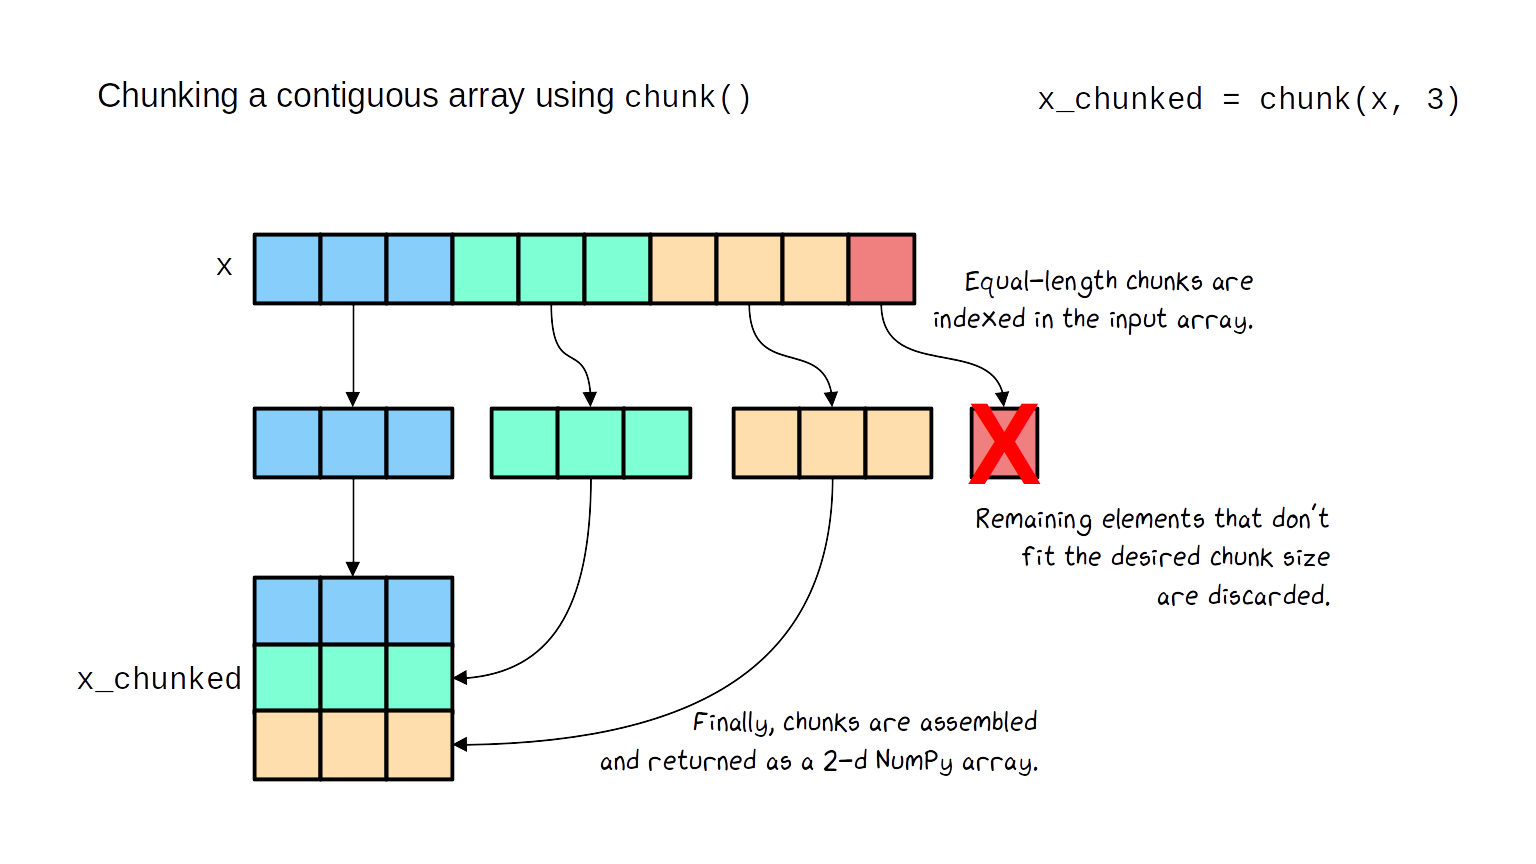 Chunking a contiguous array using chunk()
x_chunked = chunk(x, 3)
x
Equal-length chunks are
indexed in the input array.
X
Remaining elements that don't
fit the desired chunk size
are discarded.
x_chunked
Finally, chunks are assembled
and returned as a 2-d NumPy array.